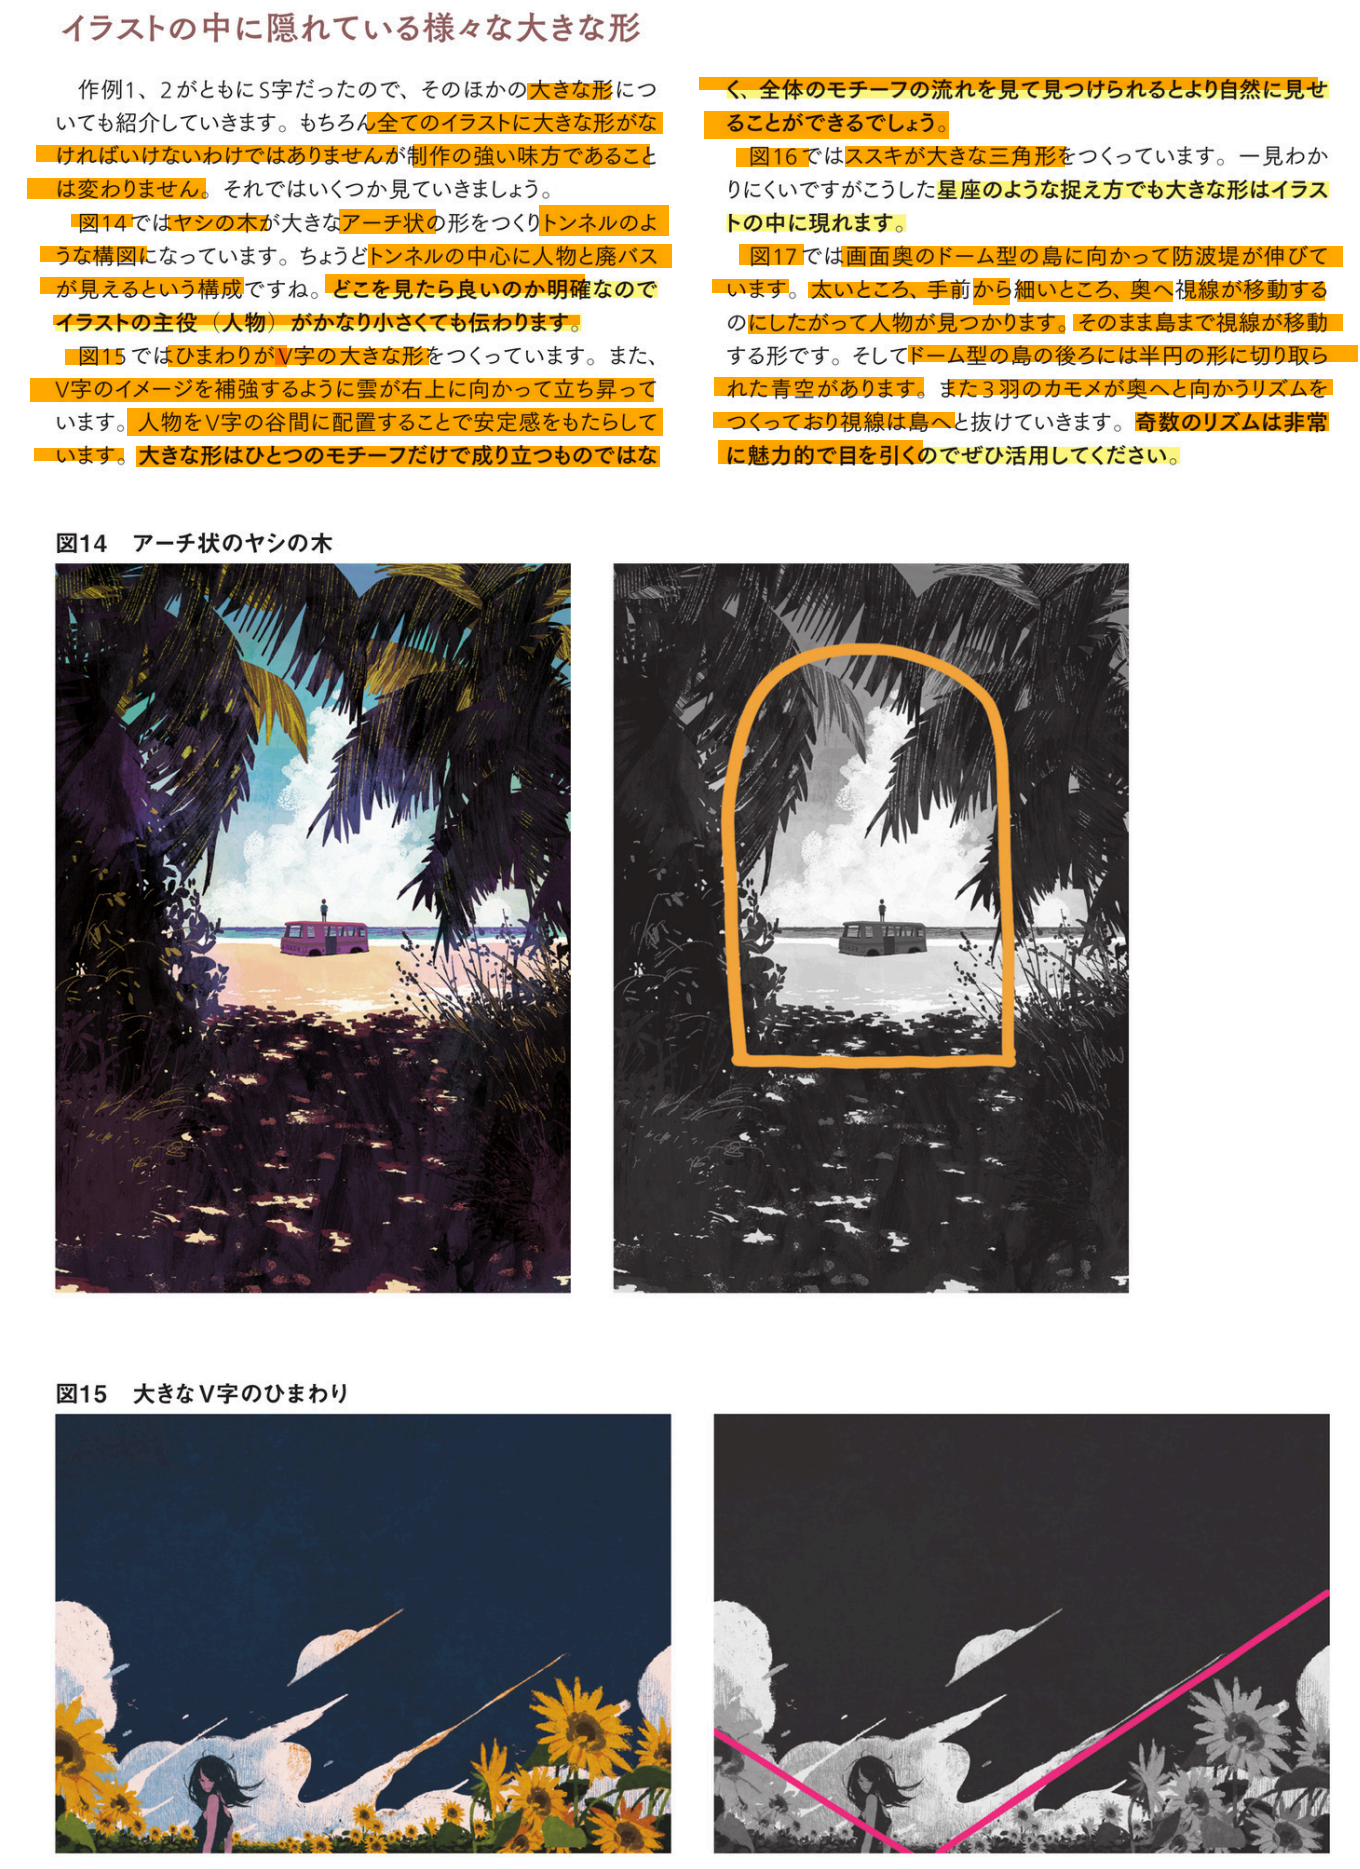 イラストの中に隠れている様々な大きな形
作例1、2がともにS字だったので、そのほかの大きな形につ
いても紹介していきます。もちろん全てのイラストに大きな形がな
ければいけないわけではありませんが制作の強い味方であること
は変わりません。それではいくつか見ていきましょう。
図14ではヤシの木が大きなアーチ状の形をつくりトンネルのよ
うな構図になっています。ちょうどトンネルの中心に人物と廃バス
が見えるという構成ですね。どこを見たら良いのか明確なので
イラストの主役（人物）がかなり小さくても伝わります。
図15ではひまわりがV字の大きな形をつくっています。また、
V字のイメージを補強するように雲が右上に向かって立ち昇って
います。人物をV字の谷間に配置することで安定感をもたらして
います。大きな形はひとつのモチーフだけで成り立つものではな
く、全体のモチーフの流れを見て見つけられるとより自然に見せ
ることができるでしょう。
図16ではススキが大きな三角形をつくっています。一見わか
りにくいですがこうした星座のような捉え方でも大きな形はイラス
トの中に現れます。
図17では画面奥のドーム型の島に向かって防波堤が伸びて
います。太いところ、手前から細いところ、奥へ視線が移動する
のにしたがって人物が見つかります。そのまま島まで視線が移動
する形です。そしてドーム型の島の後ろには半円の形に切り取ら
れた青空があります。また3羽のカモメが奥へと向かうリズムを
つくっており視線は島へと抜けていきます。奇数のリズムは非常
に魅力的で目を引くのでぜひ活用してください。
図14　アーチ状のヤシの木
図15　大きなV字のひまわり